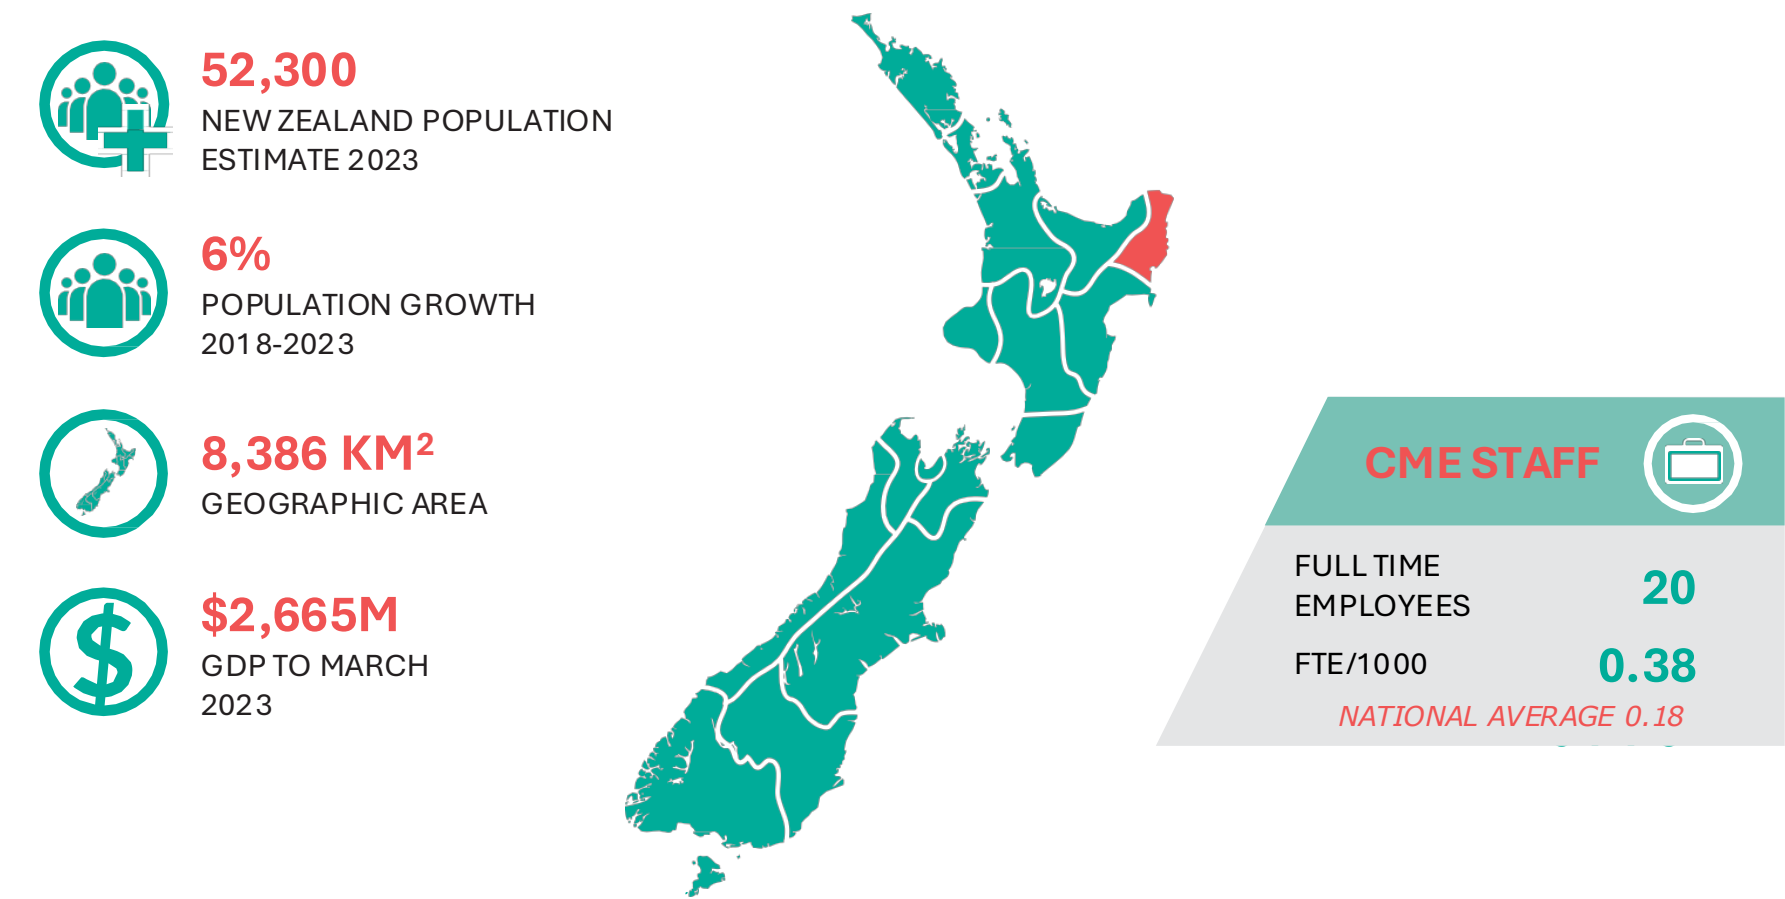 52,300
NEW ZEALAND POPULATION
ESTIMATE 2023
6%
POPULATION GROWTH
2018-2023
8,386 KM²
GEOGRAPHIC AREA
$2,665M
GDP TO MARCH
2023
CME STAFF
FULL TIME
EMPLOYEES
20
FTE/1000
0.38
NATIONAL AVERAGE 0.18